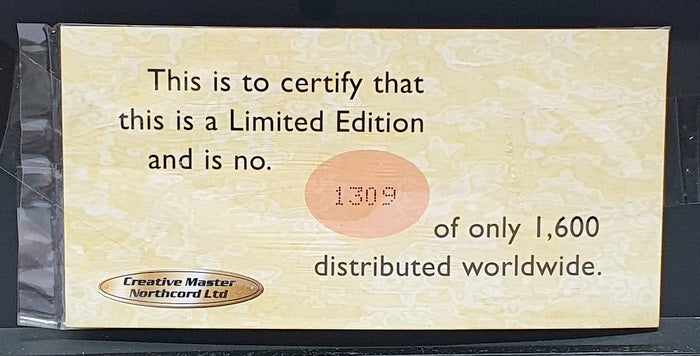 This is to certify that
this is a Limited Edition
and is no.
1309
of only 1,600
distributed worldwide.
Creative Master
Northcord Ltd